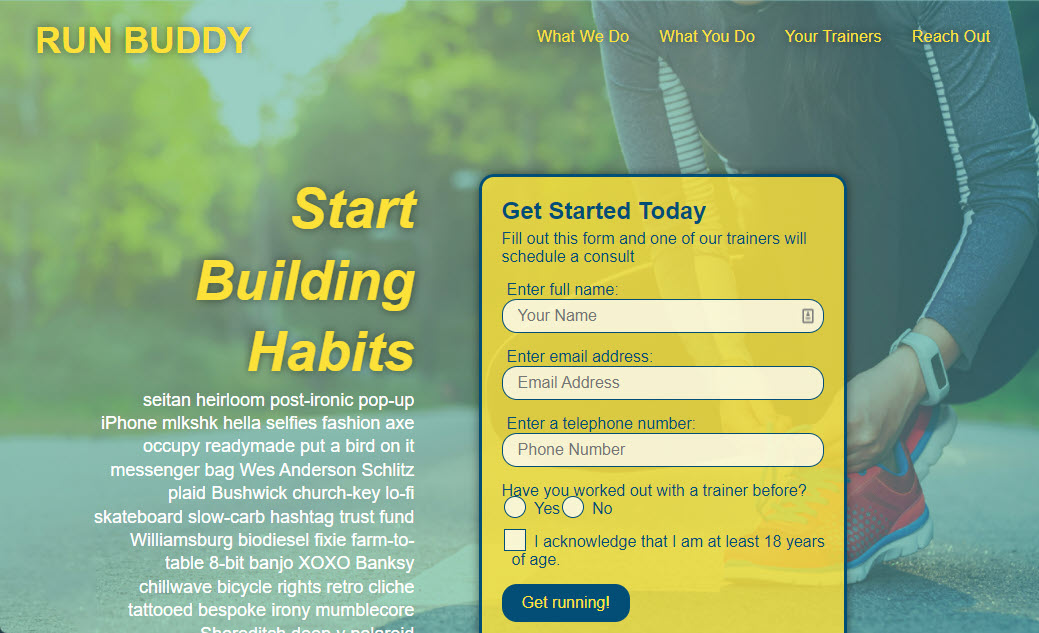 RUN BUDDY
What We Do
What You Do
Your Trainers
Reach Out
Start
Building
Habits
seitan heirloom post-ironic pop-up
iPhone mlkshk hella selfies fashion axe
occupy readymade put a bird on it
messenger bag Wes Anderson Schlitz
plaid Bushwick church-key lo-fi
skateboard slow-carb hashtag trust fund
Williamsburg biodiesel fixie farm-to-
table 8-bit banjo XOXO Banksy
chillwave bicycle rights retro cliche
tattooed bespoke irony mumblecore
Get Started Today
Fill out this form and one of our trainers will
schedule a consult
Enter full name:
Your Name
Enter email address:
Email Address
Enter a telephone number:
Phone Number
Have you worked out with a trainer before?
Yes No
I acknowledge that I am at least 18 years
of age.
Get running!